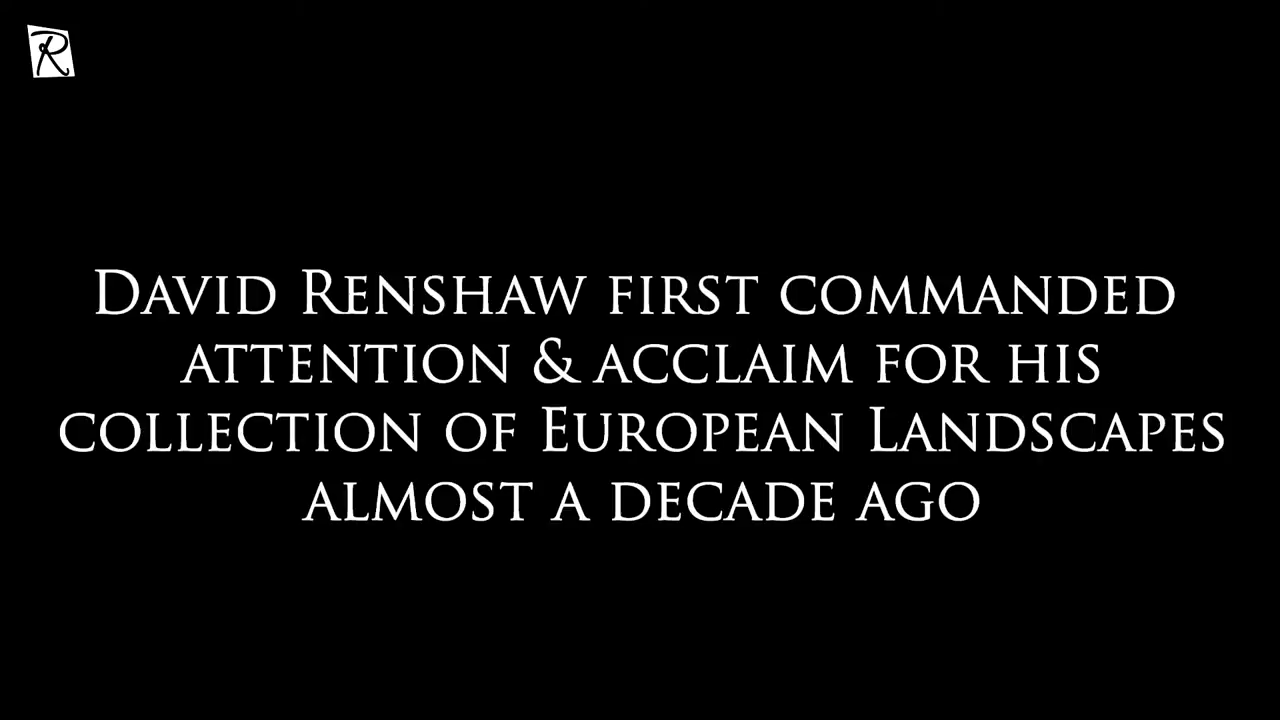 R
David Renshaw first commanded
attention & acclaim for his
collection of European Landscapes
almost a decade ago